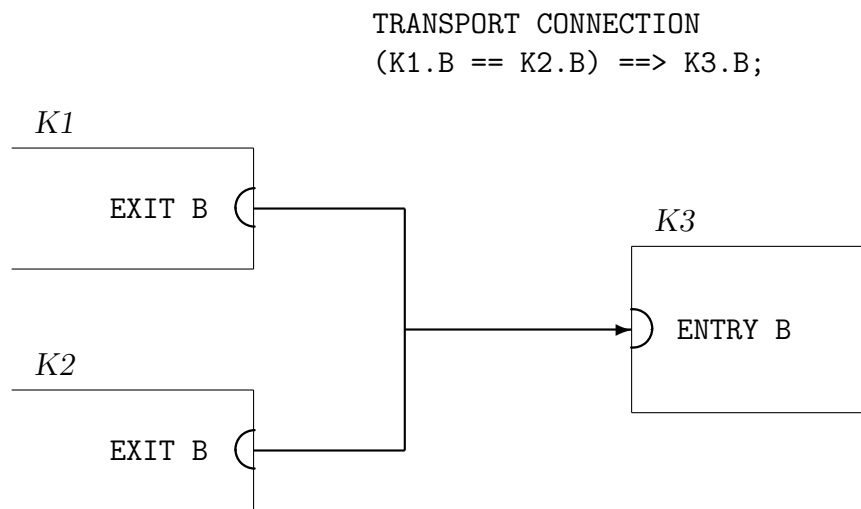 TRANSPORT CONNECTION
(K1.B == K2.B) ==> K3.B;
K1
EXIT B
K3
ENTRY B
K2
EXIT B